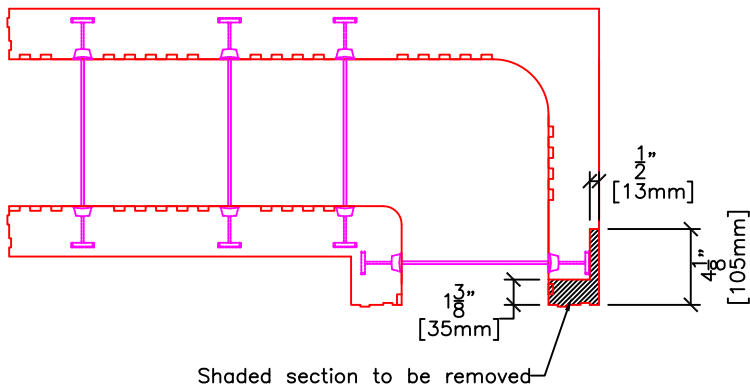 1/2"
[13mm]
4 1/8"
[105mm]
1 3/8"
[35mm]
Shaded section to be removed